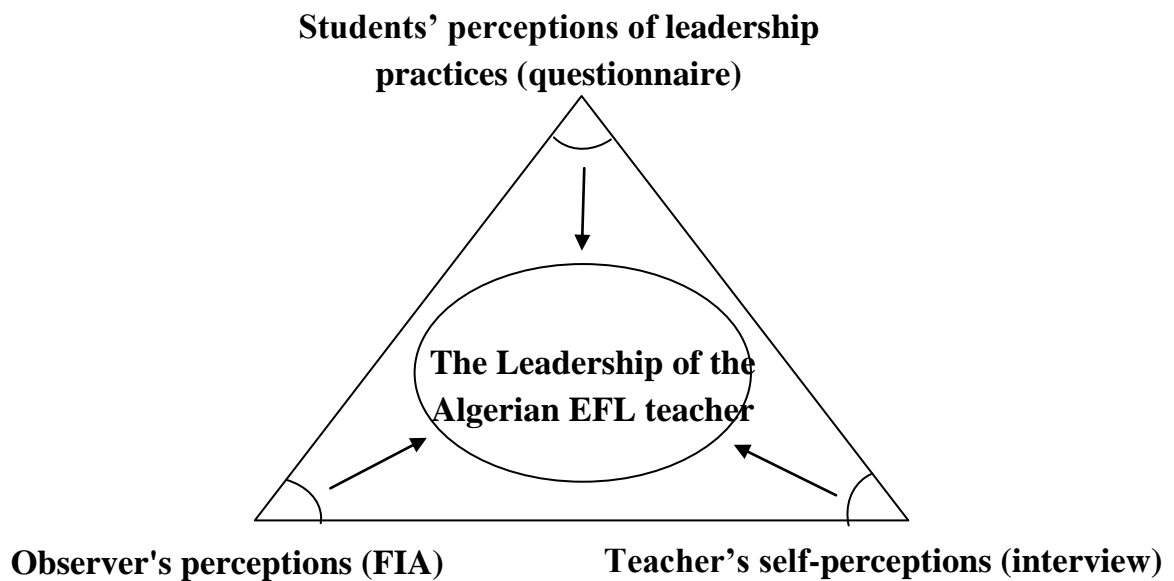 Students’ perceptions of leadership
practices (questionnaire)
The Leadership of the
Algerian EFL teacher
Observer's perceptions (FIA)
Teacher’s self-perceptions (interview)